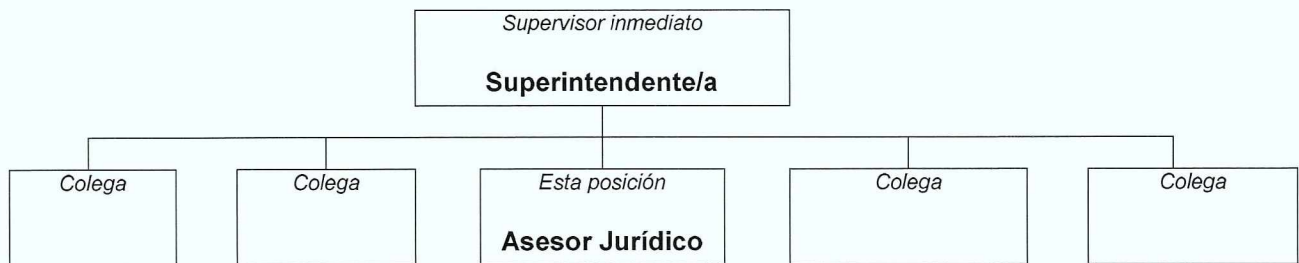 Supervisor inmediato
Superintendente/a
Colega
Colega
Esta posición
Asesor Jurídico
Colega
Colega